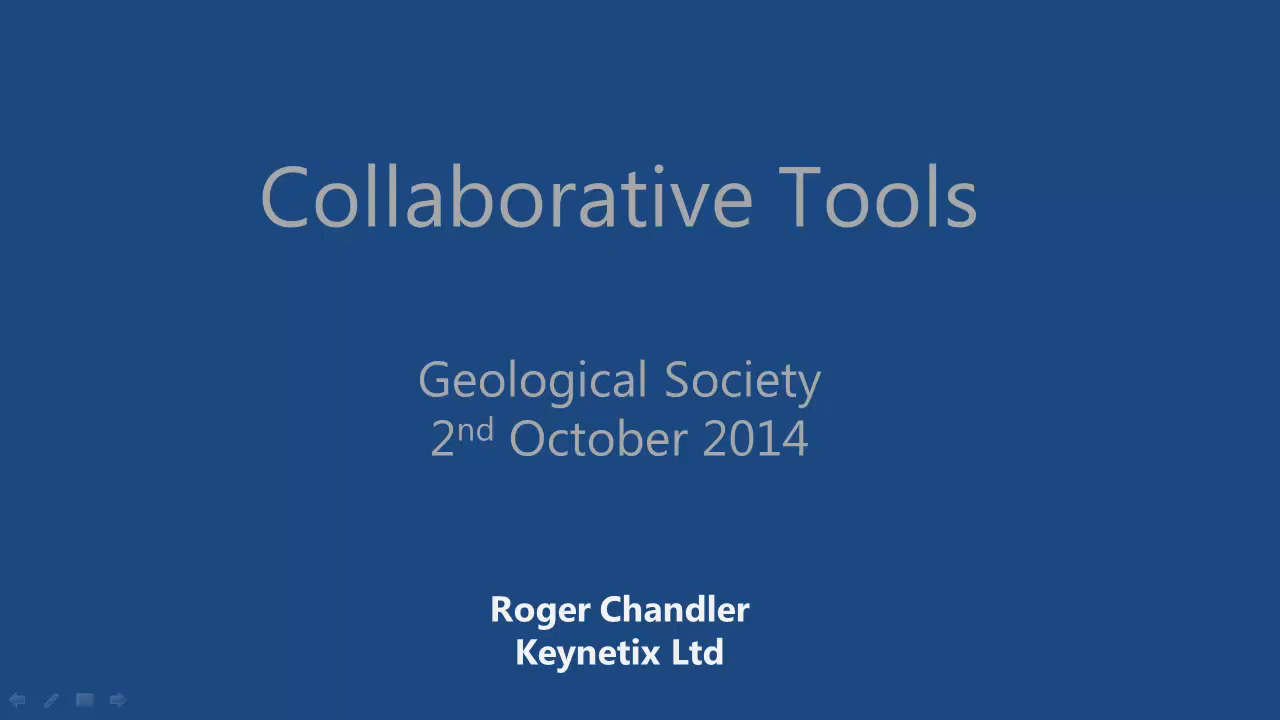 Collaborative Tools
Geological Society
2nd October 2014
Roger Chandler
Keynetix Ltd